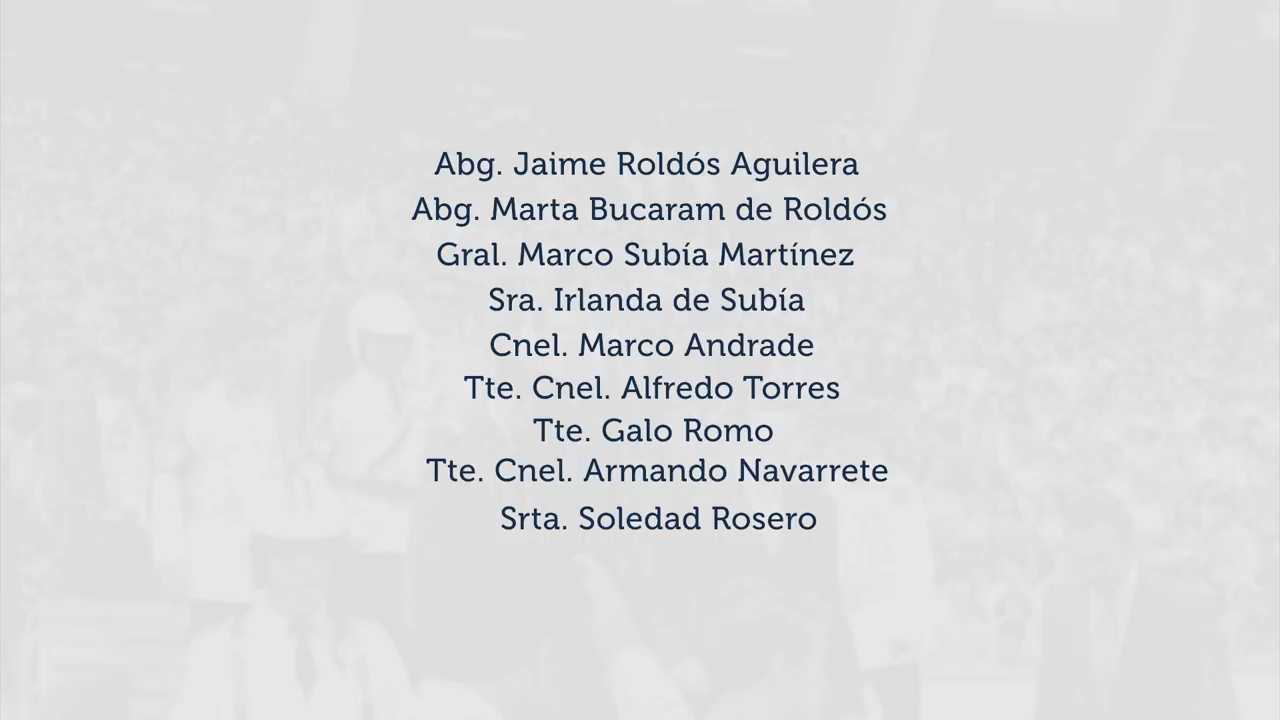 Abg. Jaime Roldós Aguilera
Abg. Marta Bucaram de Roldós
Gral. Marco Subía Martínez
Sra. Irlanda de Subía
Cnel. Marco Andrade
Tte. Cnel. Alfredo Torres
Tte. Galo Romo
Tte. Cnel. Armando Navarrete
Srta. Soledad Rosero